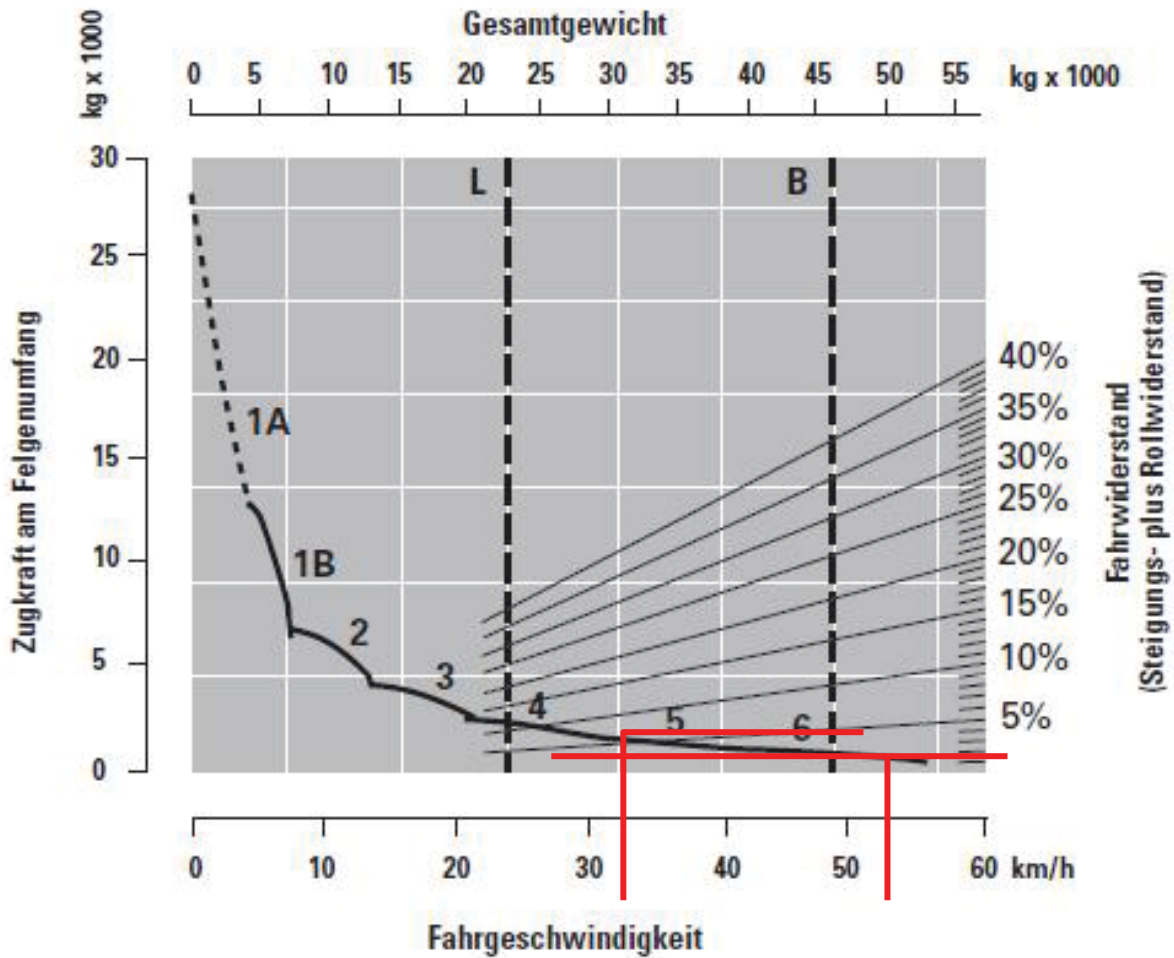 Gesamtgewicht
0 5 10 15 20 25 30 35 40 45 50 55 kg x 1000
kg x 1000
30
25
20
15
10
5
0
Zugkraft am Felgenumfang
L
B
1A
1B
2
3
4
5
6
40%
35%
30%
25%
20%
15%
10%
5%
Fahrwiderstand
(Steigungs- plus Rollwiderstand)
0 10 20 30 40 50 60 km/h
Fahrgeschwindigkeit